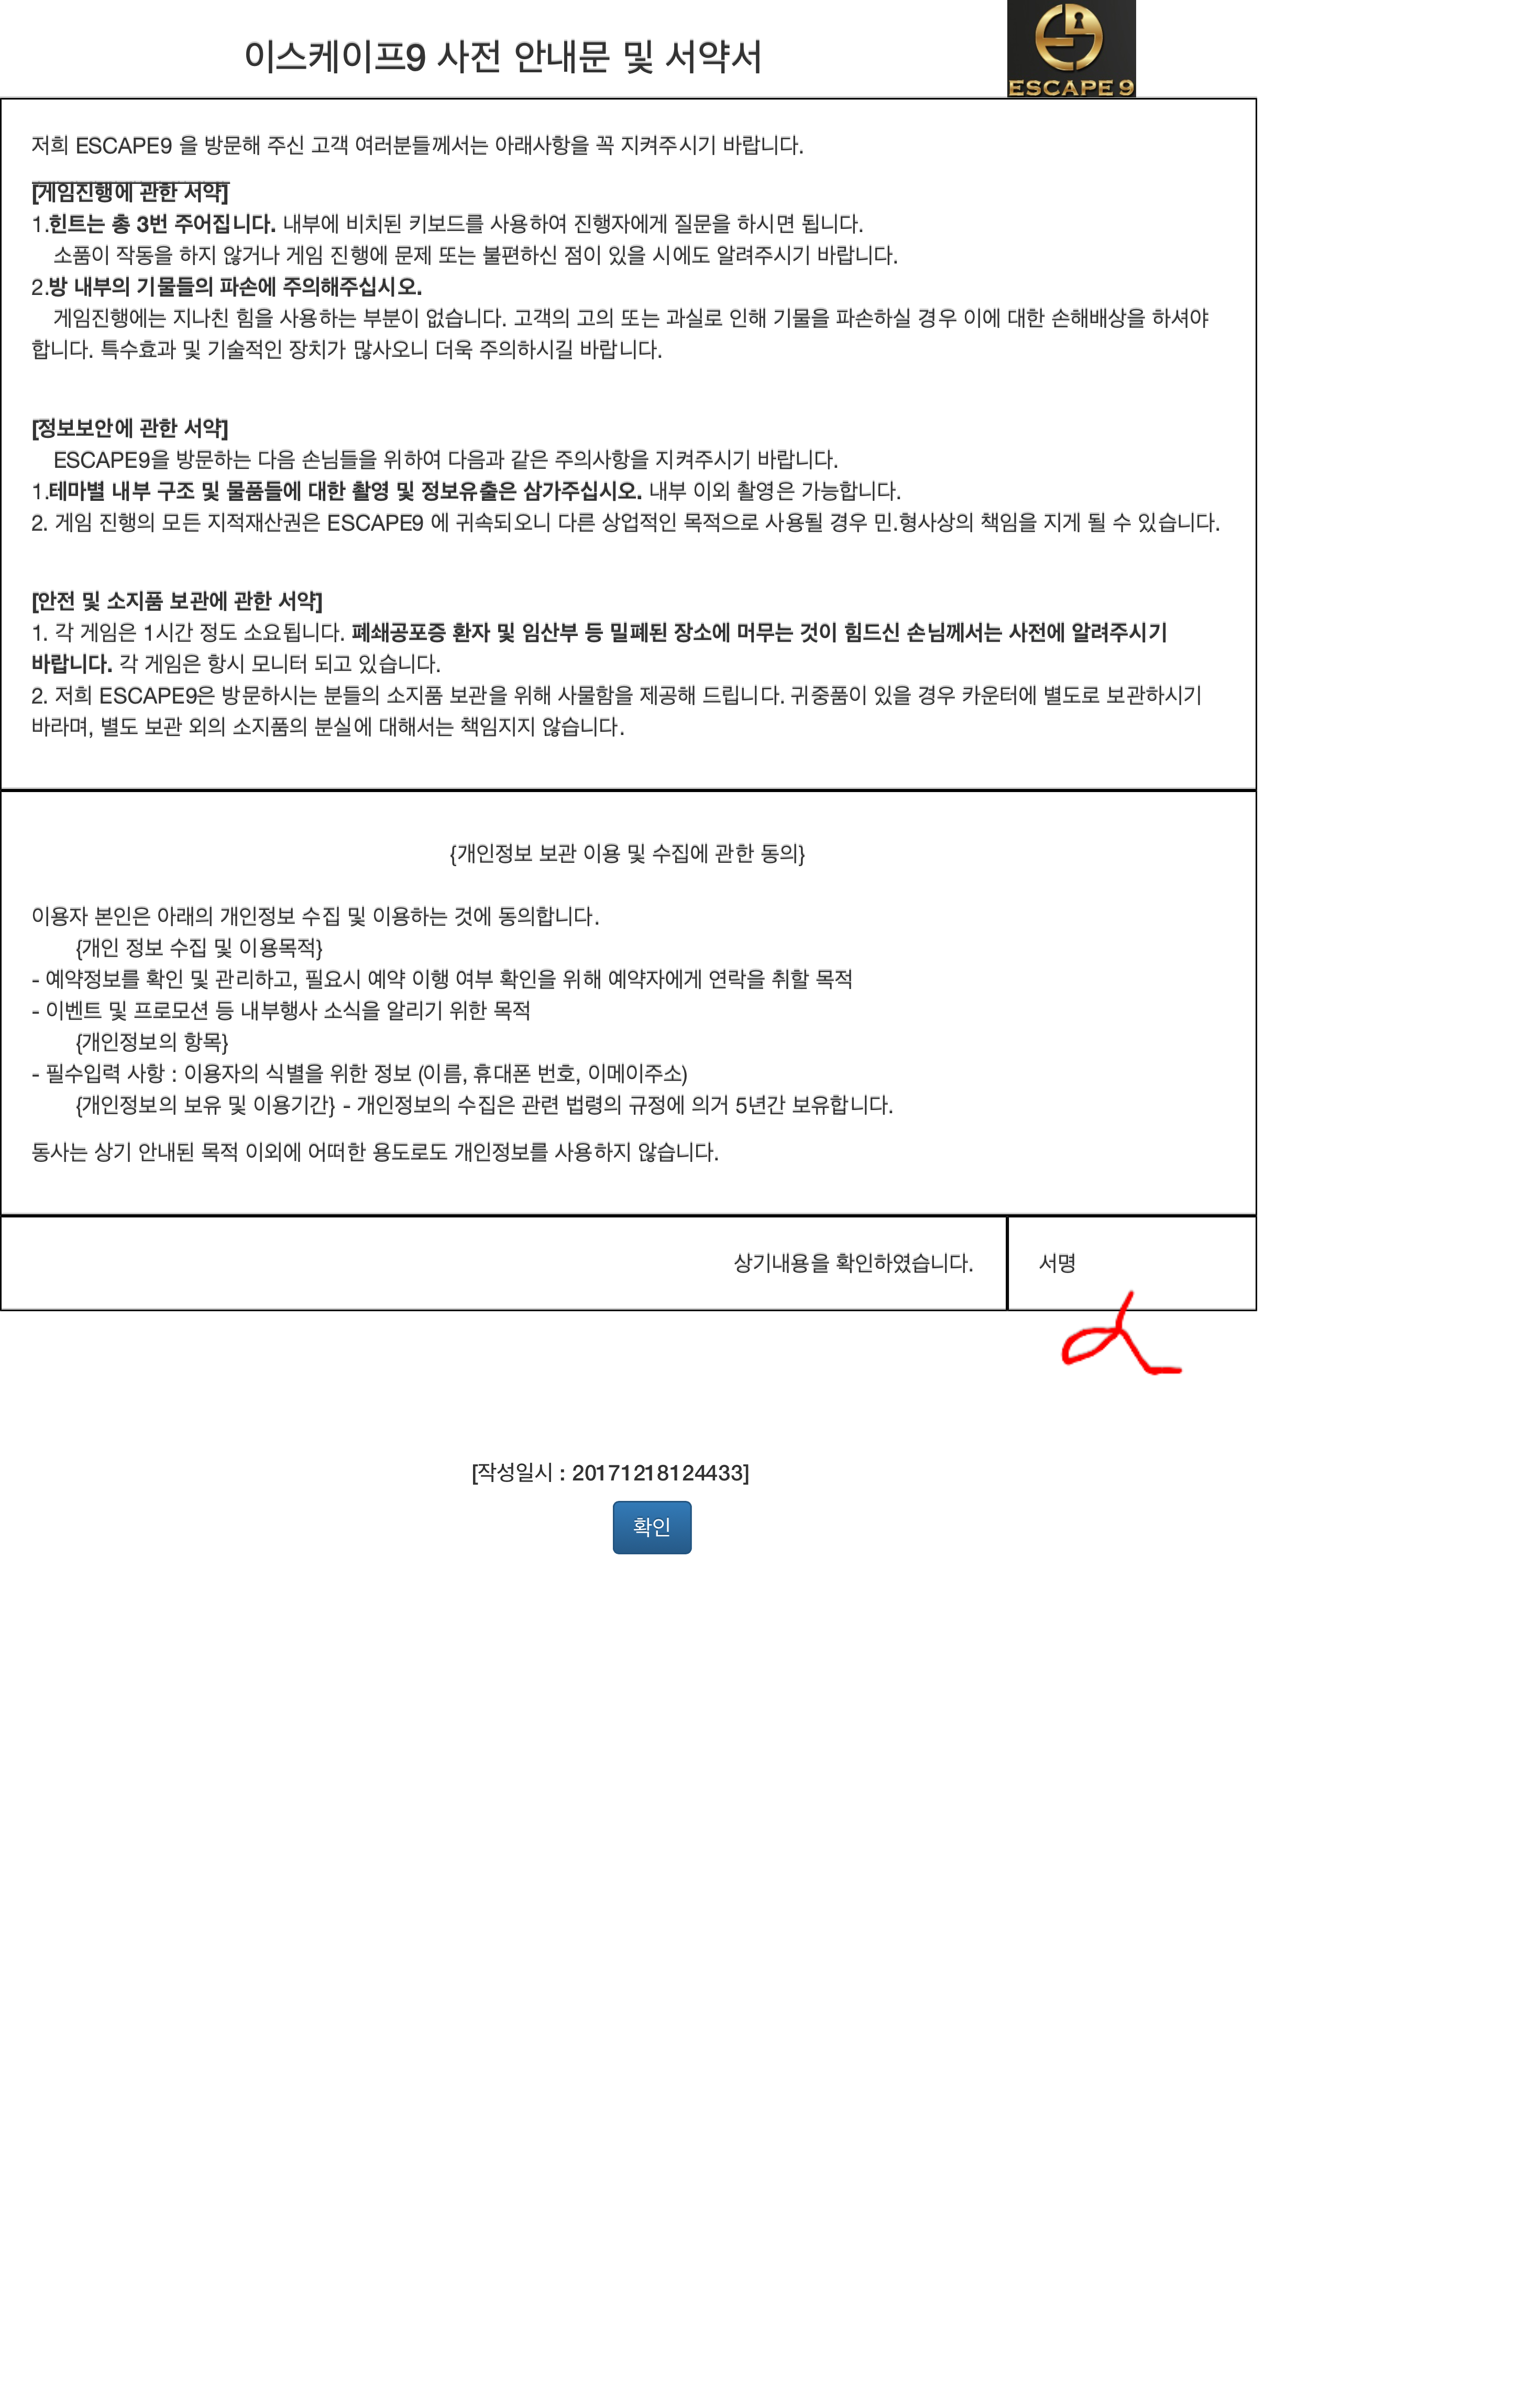 이스케이프9 사전 안내문 및 서약서
ESCAPE 9
저희 ESCAPE9 을 방문해 주신 고객 여러분들께서는 아래사항을 꼭 지켜주시기 바랍니다.
[게임진행에 관한 서약]
1.힌트는 총 3번 주어집니다. 내부에 비치된 키보드를 사용하여 진행자에게 질문을 하시면 됩니다.
소품이 작동을 하지 않거나 게임 진행에 문제 또는 불편하신 점이 있을 시에도 알려주시기 바랍니다.
2.방 내부의 기물들의 파손에 주의해주십시오.
게임진행에는 지나친 힘을 사용하는 부분이 없습니다. 고객의 고의 또는 과실로 인해 기물을 파손하실 경우 이에 대한 손해배상을 하셔야
합니다. 특수효과 및 기술적인 장치가 많사오니 더욱 주의하시길 바랍니다.
[정보보안에 관한 서약]
ESCAPE9을 방문하는 다음 손님들을 위하여 다음과 같은 주의사항을 지켜주시기 바랍니다.
1.테마별 내부 구조 및 물품들에 대한 촬영 및 정보유출은 삼가주십시오. 내부 이외 촬영은 가능합니다.
2. 게임 진행의 모든 지적재산권은 ESCAPE9 에 귀속되오니 다른 상업적인 목적으로 사용될 경우 민.형사상의 책임을 지게 될 수 있습니다.
[안전 및 소지품 보관에 관한 서약]
1. 각 게임은 1시간 정도 소요됩니다. 폐쇄공포증 환자 및 임산부 등 밀폐된 장소에 머무는 것이 힘드신 손님께서는 사전에 알려주시기
바랍니다. 각 게임은 항시 모니터 되고 있습니다.
2. 저희 ESCAPE9은 방문하시는 분들의 소지품 보관을 위해 사물함을 제공해 드립니다. 귀중품이 있을 경우 카운터에 별도로 보관하시기
바라며, 별도 보관 외의 소지품의 분실에 대해서는 책임지지 않습니다.
{개인정보 보관 이용 및 수집에 관한 동의}
이용자 본인은 아래의 개인정보 수집 및 이용하는 것에 동의합니다.
{개인 정보 수집 및 이용목적}
- 예약정보를 확인 및 관리하고, 필요시 예약 이행 여부 확인을 위해 예약자에게 연락을 취할 목적
- 이벤트 및 프로모션 등 내부행사 소식을 알리기 위한 목적
{개인정보의 항목}
- 필수입력 사항 : 이용자의 식별을 위한 정보 (이름, 휴대폰 번호, 이메이주소)
{개인정보의 보유 및 이용기간} - 개인정보의 수집은 관련 법령의 규정에 의거 5년간 보유합니다.
동사는 상기 안내된 목적 이외에 어떠한 용도로도 개인정보를 사용하지 않습니다.
상기내용을 확인하였습니다.
서명
[작성일시 : 20171218124433]
확인